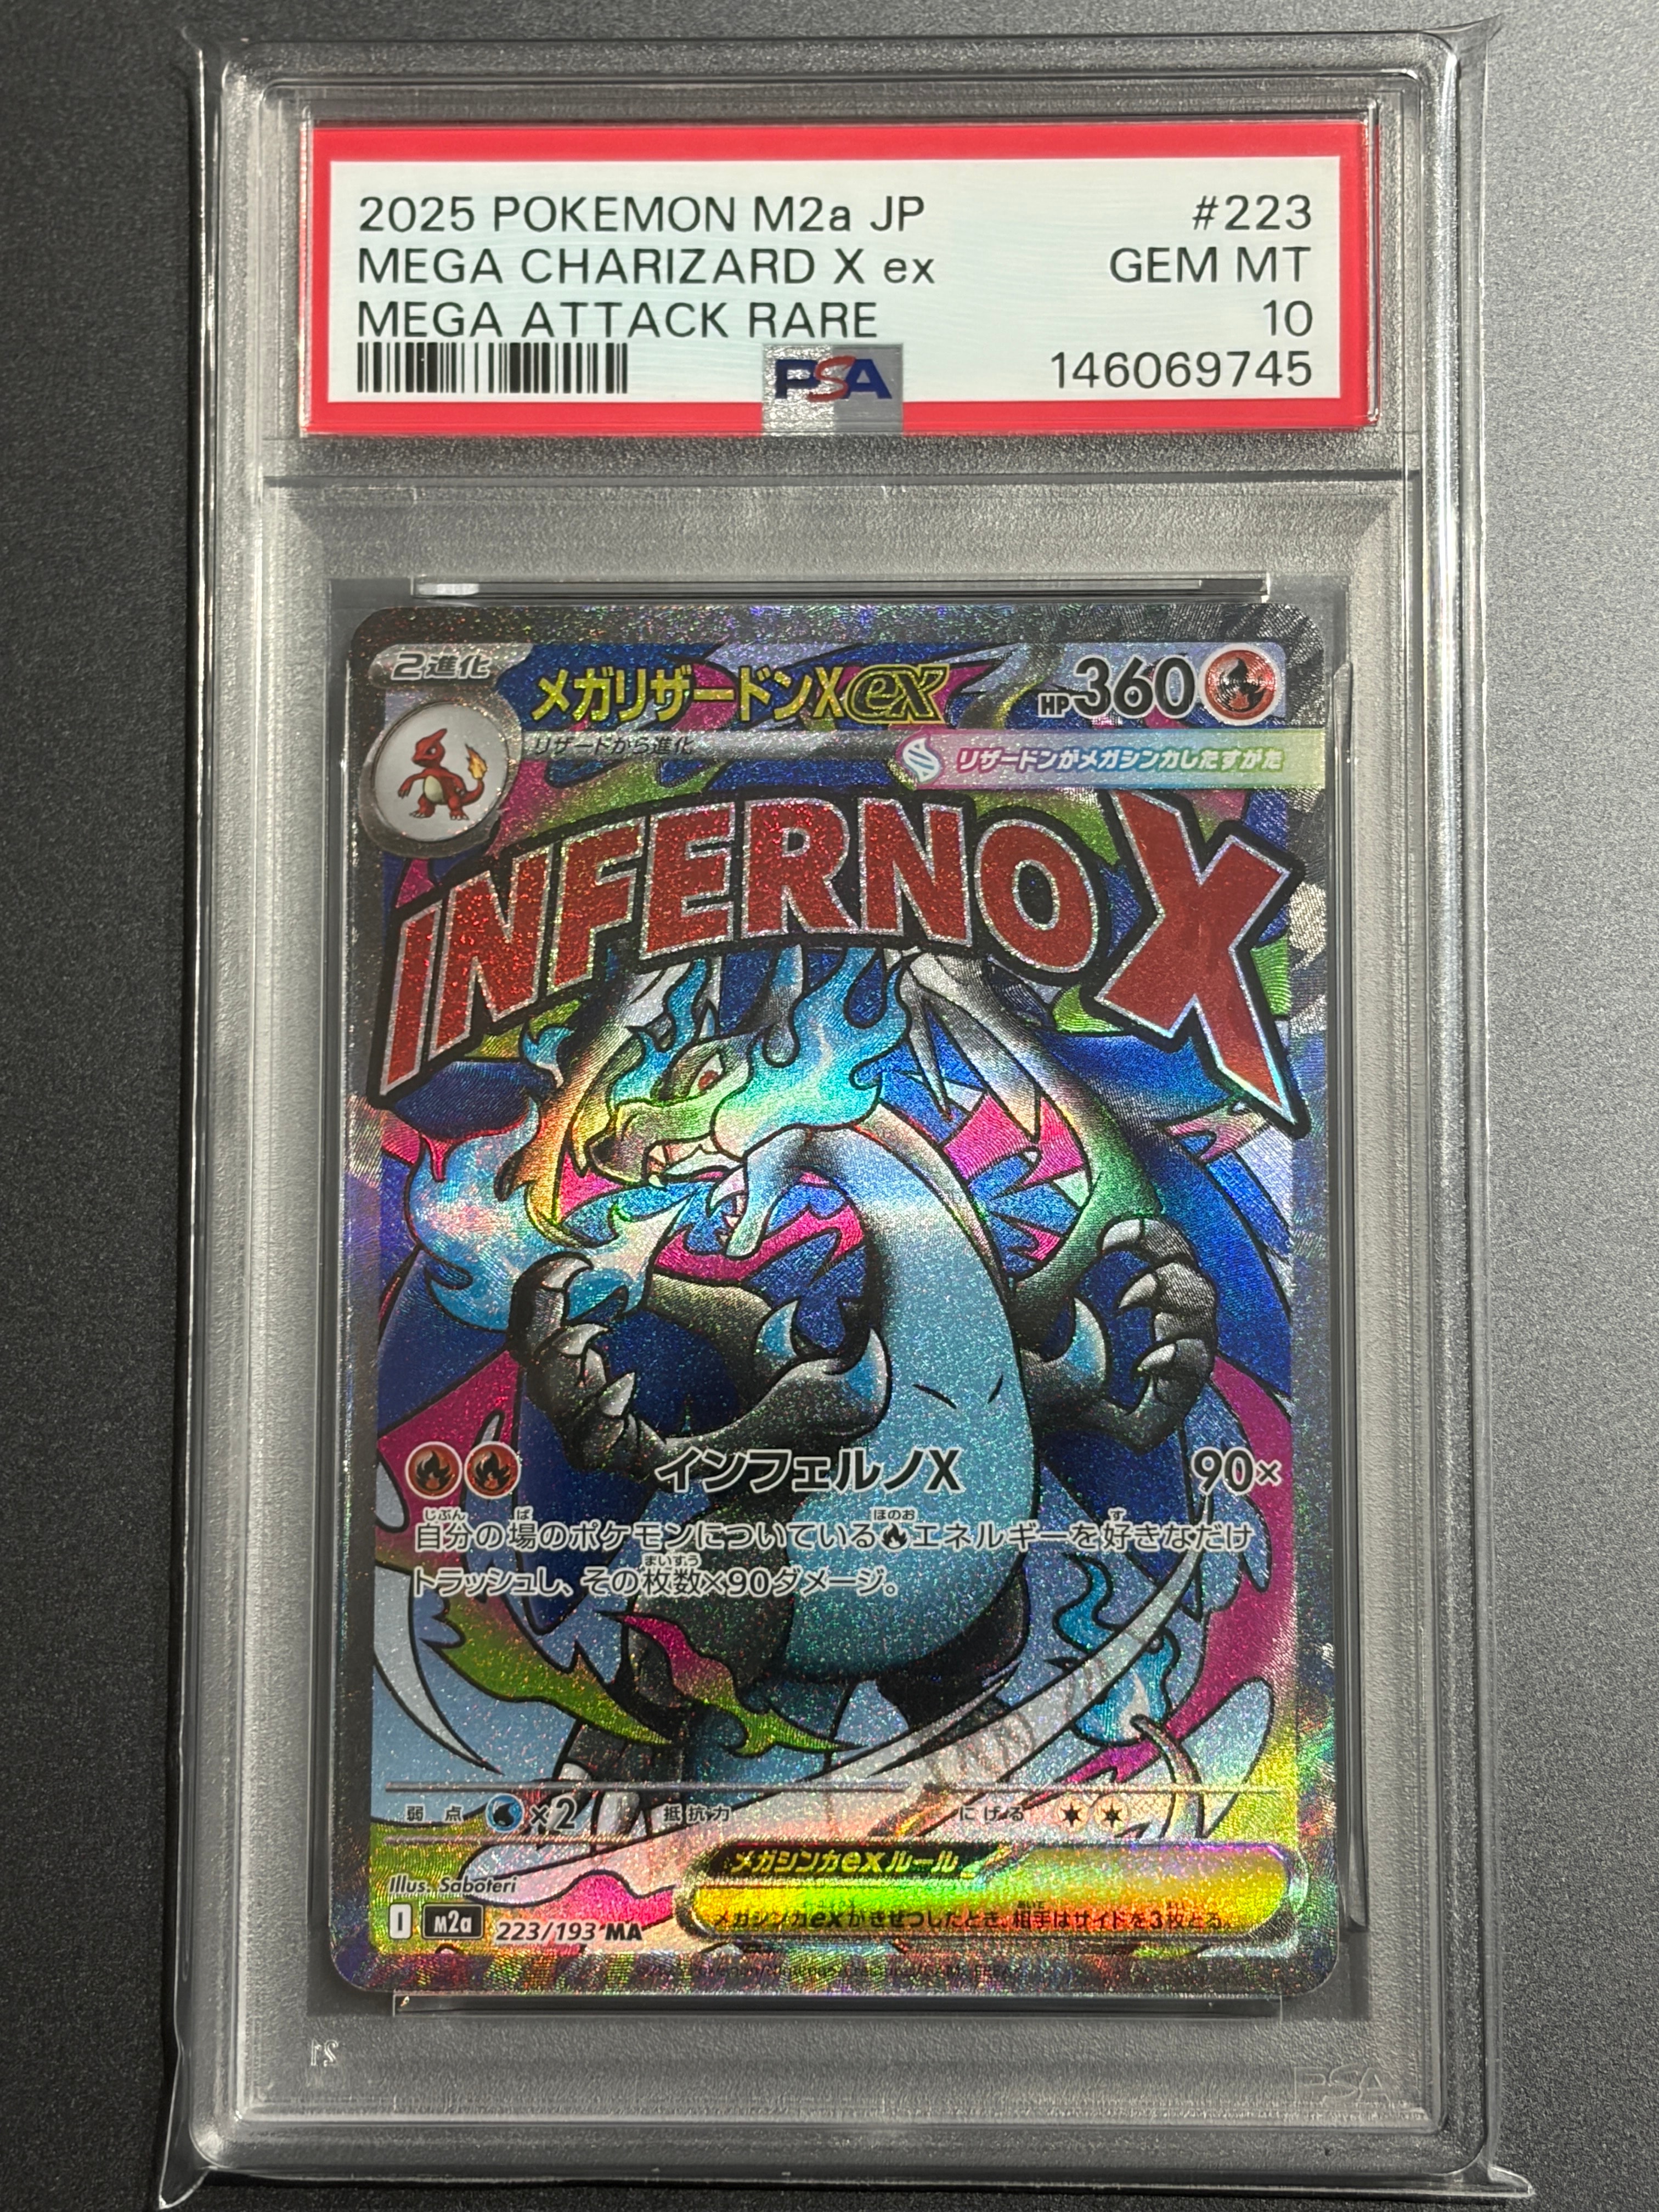 2025 POKEMON M2a JP #223
MEGA CHARIZARD X ex GEM MT
MEGA ATTACK RARE 10
PSA 146069745
2進化 メガリザードンXex HP360
リザードから進化 リザードンがメガシンカしたすがた
INFERNO X
インフェルノX 90×
自分の場のポケモンについているエネルギーを好きなだけ
トラッシュし、その枚数×90ダメージ。
弱点 ×2 抵抗力 にげる
メガシンカexルール
メガシンカexがきぜつしたとき、相手はサイドを3枚とる。
Illus. Saboteri
I m2a 223/193 MA
21
PSA